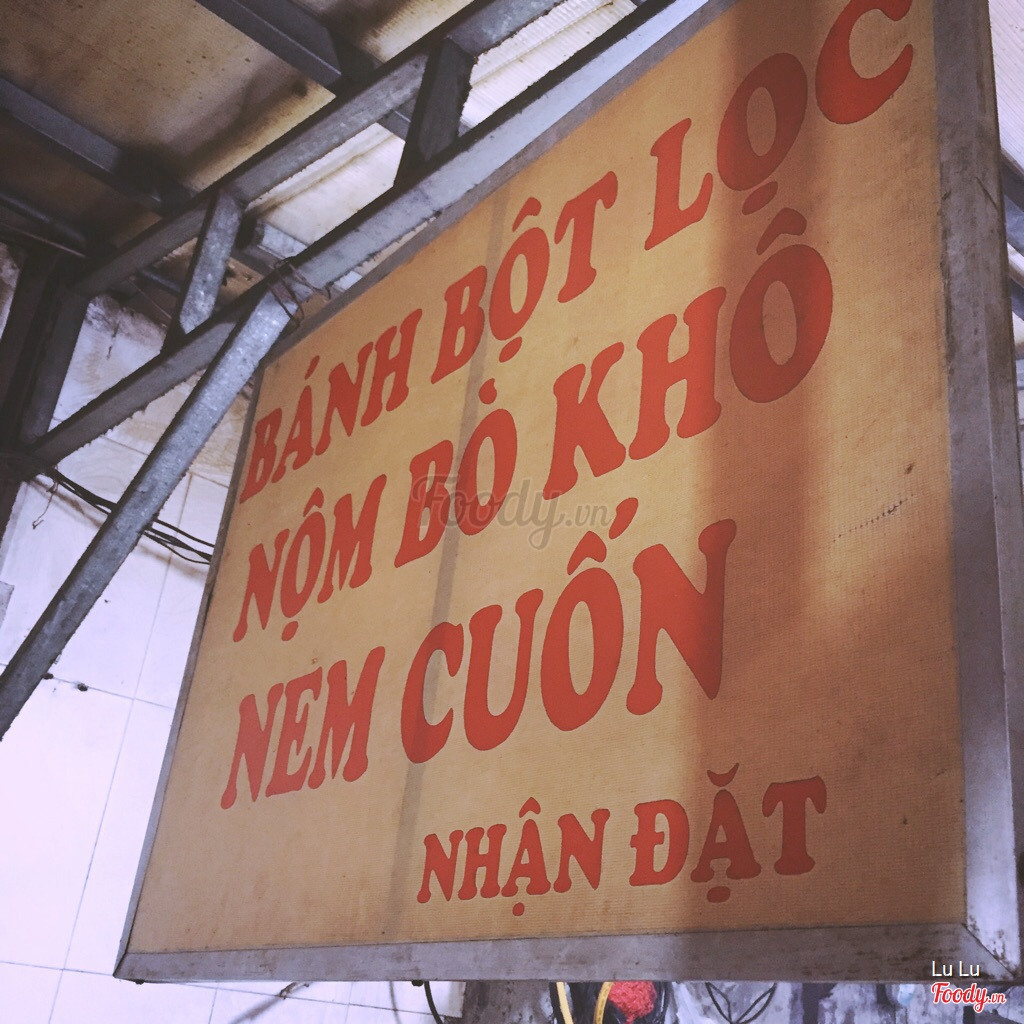 BÁNH BỘT LỌC
NỘM BÒ KHÔ
NEM CUỐN
NHẬN ĐẶT
Foody.vn
Lu Lu
Foody.vn